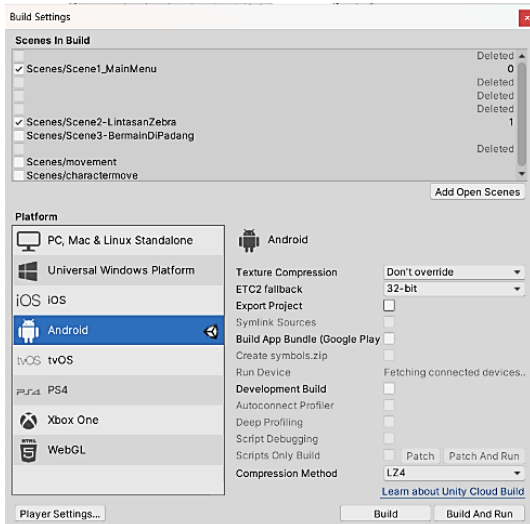 Build Settings
Scenes In Build
Deleted
Scenes/Scene1_MainMenu 0
Deleted
Deleted
Deleted
Scenes/Scene2-LintasanZebra 1
Scenes/Scene3-BermainDiPadang
Deleted
Scenes/movement
Scenes/charactermove
Add Open Scenes
Platform
PC, Mac & Linux Standalone
Universal Windows Platform
iOS iOS
Android
tvOS tvOS
PS4 PS4
Xbox One
HTML 5 WebGL
Android
Texture Compression Don't override
ETC2 fallback 32-bit
Export Project
Symlink Sources
Build App Bundle (Google Play
Create symbols.zip
Run Device Fetching connected devices..
Development Build
Autoconnect Profiler
Deep Profiling
Script Debugging
Scripts Only Build Patch Patch And Run
Compression Method LZ4
Learn about Unity Cloud Build
Player Settings... Build Build And Run